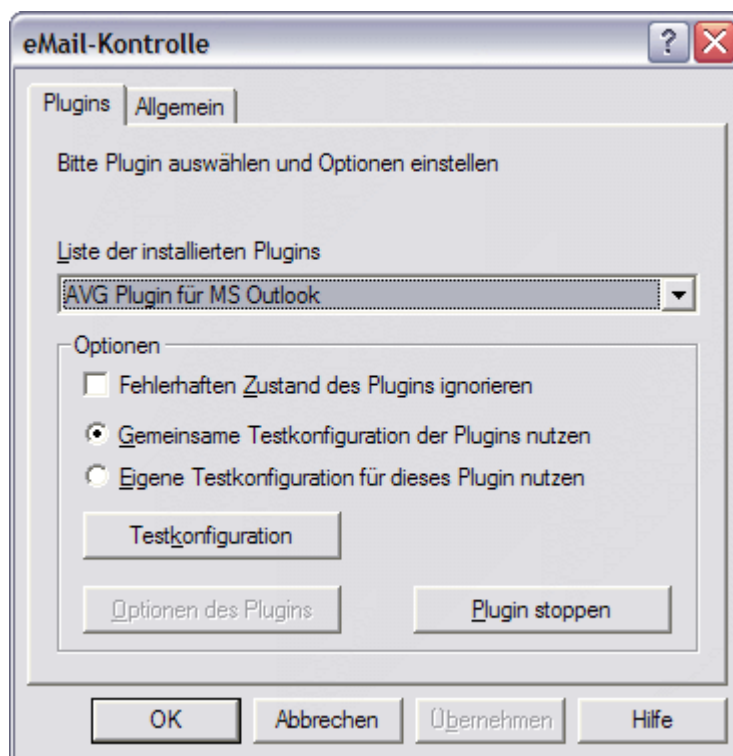 eMail-Kontrolle
Plugins
Allgemein
Bitte Plugin auswählen und Optionen einstellen
Liste der installierten Plugins
AVG Plugin für MS Outlook
Optionen
Fehlerhaften Zustand des Plugins ignorieren
Gemeinsame Testkonfiguration der Plugins nutzen
Eigene Testkonfiguration für dieses Plugin nutzen
Testkonfiguration
Optionen des Plugins
Plugin stoppen
OK
Abbrechen
Übernehmen
Hilfe